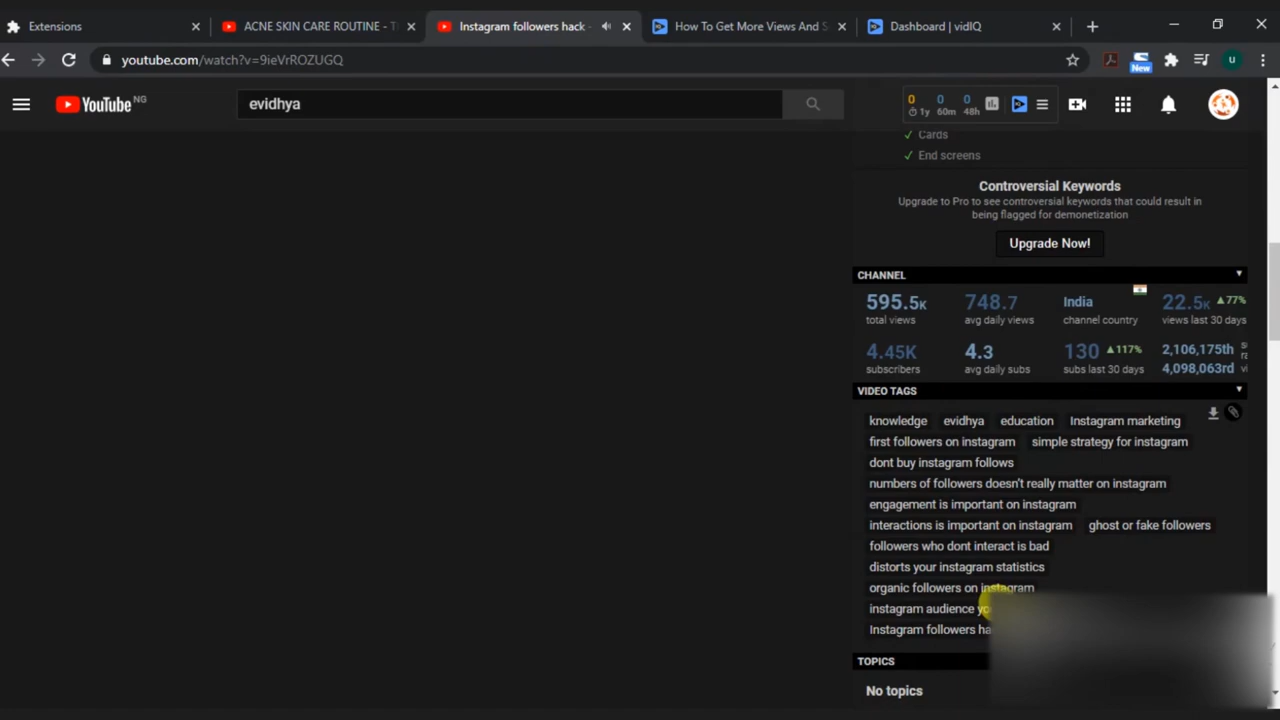 Extensions
ACNE SKIN CARE ROUTINE - T
Instagram followers hack -
How To Get More Views And S
Dashboard | vidIQ
youtube.com/watch?v=9ieVrROZUGQ
New
u
YouTube NG
evidhya
0 0 0
1y 60m 48h
Cards
End screens
Controversial Keywords
Upgrade to Pro to see controversial keywords that could result in
being flagged for demonetization
Upgrade Now!
CHANNEL
595.5K 748.7 India 22.5K ▲77%
total views avg daily views channel country views last 30 days
4.45K 4.3 130 ▲117% 2,106,175th
subscribers avg daily subs subs last 30 days 4,098,063rd
VIDEO TAGS
knowledge evidhya education Instagram marketing
first followers on instagram simple strategy for instagram
dont buy instagram follows
numbers of followers doesn't really matter on instagram
engagement is important on instagram
interactions is important on instagram ghost or fake followers
followers who dont interact is bad
distorts your instagram statistics
organic followers on instagram
instagram audience yo
Instagram followers ha
TOPICS
No topics